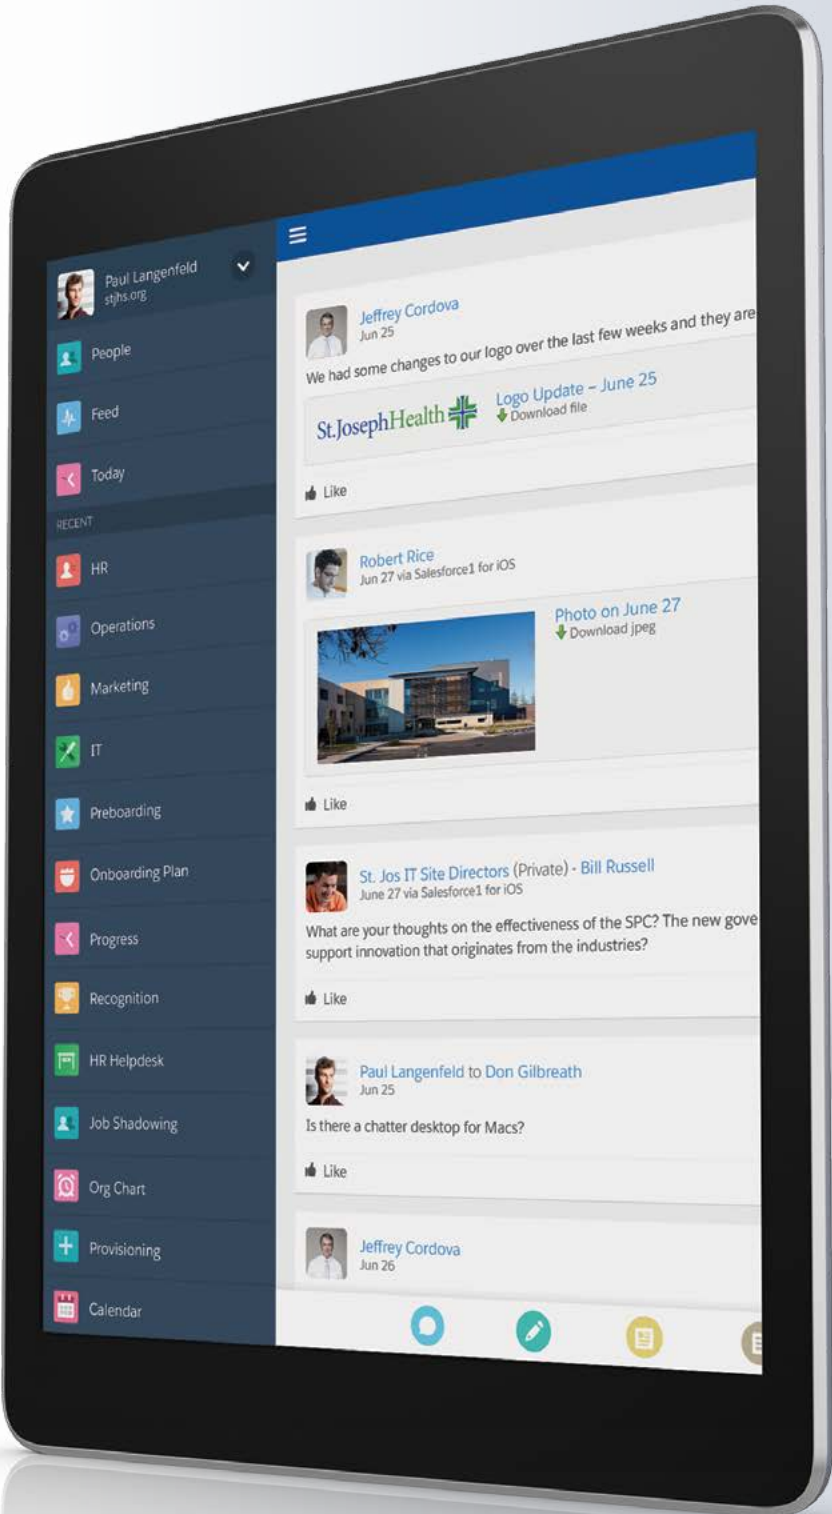 Paul Langenfeld
stjhs.org
People
Feed
Today
RECENT
HR
Operations
Marketing
IT
Preboarding
Onboarding Plan
Progress
Recognition
HR Helpdesk
Job Shadowing
Org Chart
Provisioning
Calendar
Jeffrey Cordova
Jun 25
We had some changes to our logo over the last few weeks and they are
St.JosephHealth
Logo Update – June 25
Download file
Like
Robert Rice
Jun 27 via Salesforce1 for iOS
Photo on June 27
Download jpeg
Like
St. Jos IT Site Directors (Private) - Bill Russell
June 27 via Salesforce1 for iOS
What are your thoughts on the effectiveness of the SPC? The new gove
support innovation that originates from the industries?
Like
Paul Langenfeld to Don Gilbreath
Jun 25
Is there a chatter desktop for Macs?
Like
Jeffrey Cordova
Jun 26